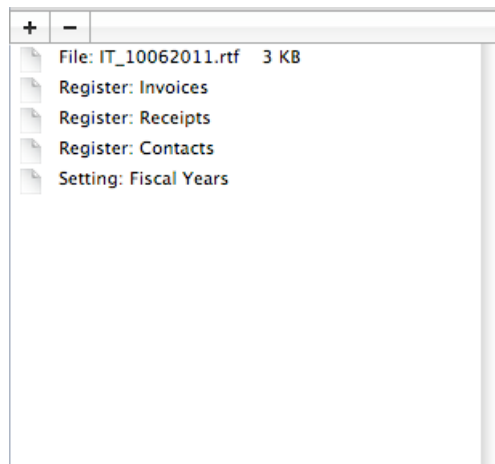 + −
File: IT_10062011.rtf 3 KB
Register: Invoices
Register: Receipts
Register: Contacts
Setting: Fiscal Years